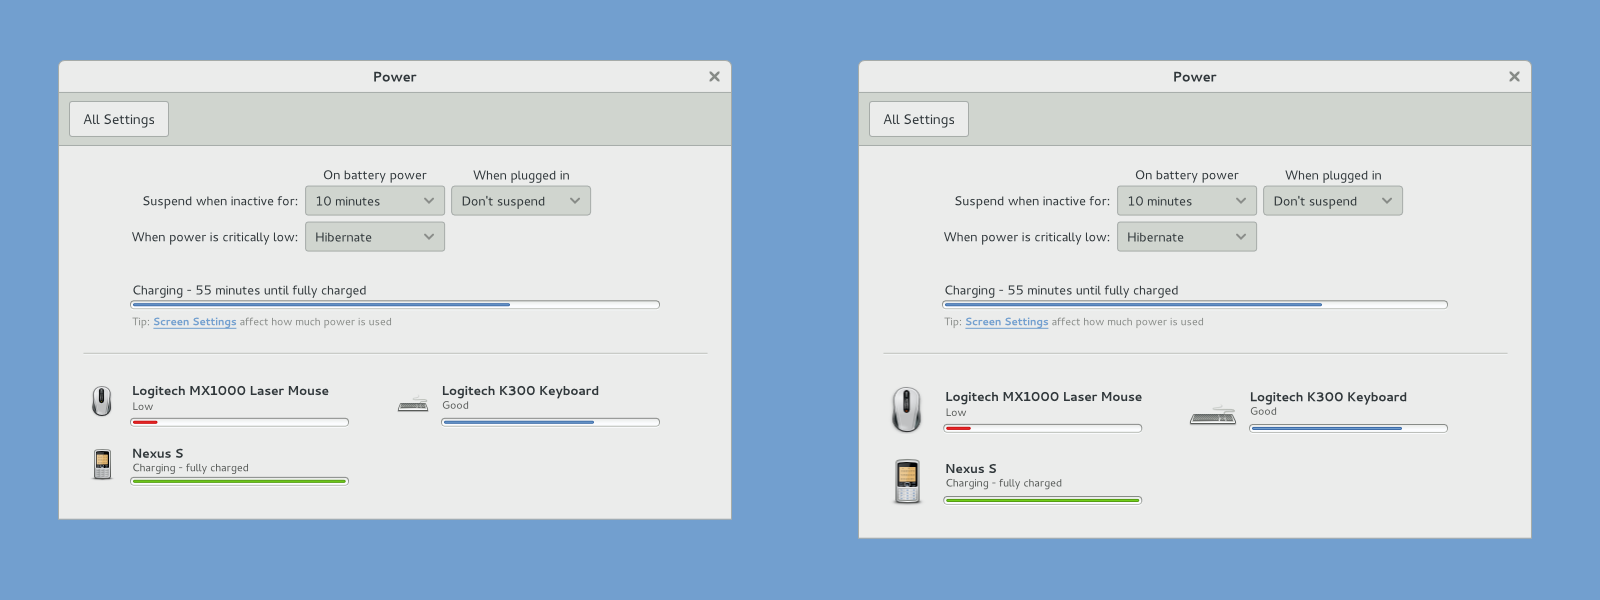 Power
All Settings
On battery power When plugged in
Suspend when inactive for: 10 minutes Don't suspend
When power is critically low: Hibernate
Charging - 55 minutes until fully charged
Tip: Screen Settings affect how much power is used
Logitech MX1000 Laser Mouse Logitech K300 Keyboard
Low Good
Nexus S
Charging - fully charged
Power
All Settings
On battery power When plugged in
Suspend when inactive for: 10 minutes Don't suspend
When power is critically low: Hibernate
Charging - 55 minutes until fully charged
Tip: Screen Settings affect how much power is used
Logitech MX1000 Laser Mouse Logitech K300 Keyboard
Low Good
Nexus S
Charging - fully charged